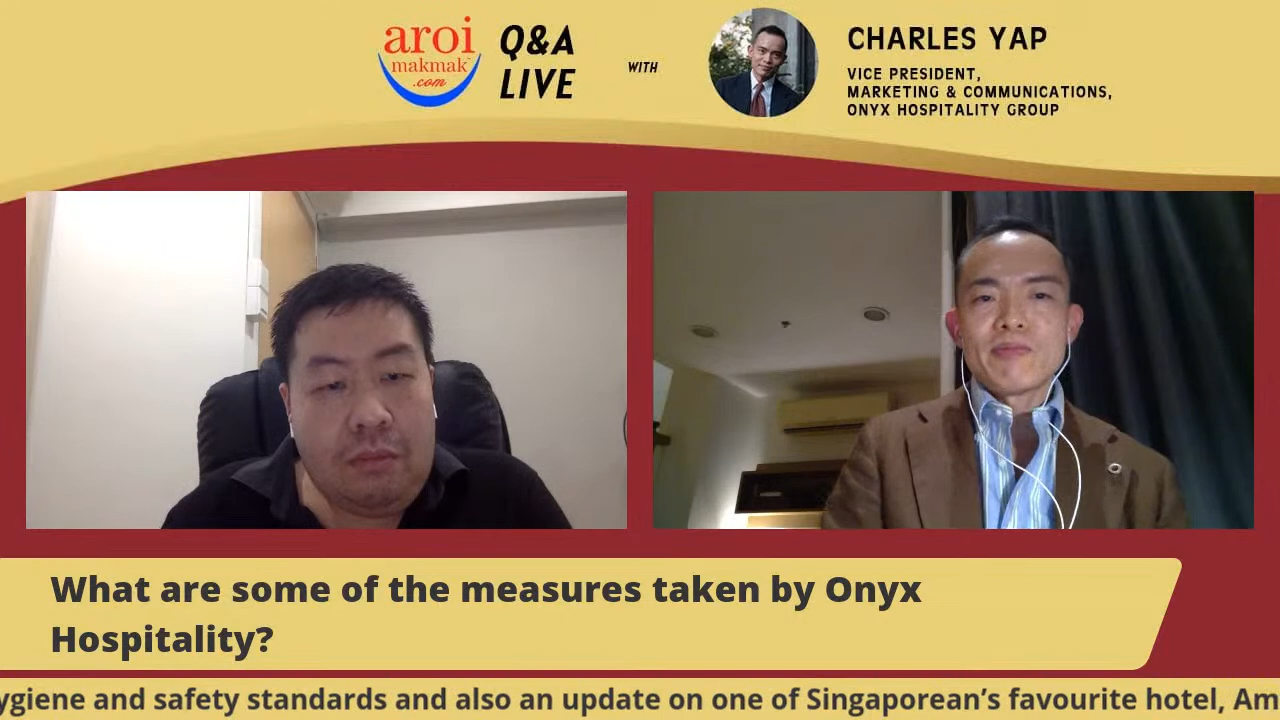 aroi
makmak
.com
Q&A
LIVE
WITH
CHARLES YAP
VICE PRESIDENT,
MARKETING & COMMUNICATIONS,
ONYX HOSPITALITY GROUP
What are some of the measures taken by Onyx
Hospitality?
ygiene and safety standards and also an update on one of Singaporean’s favourite hotel, Am